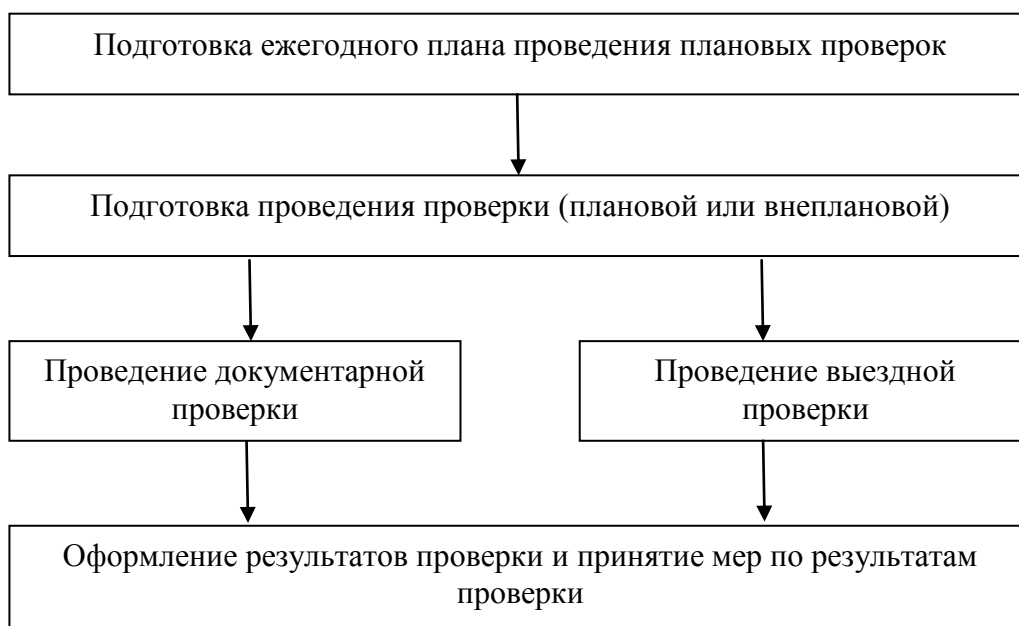 Подготовка ежегодного плана проведения плановых проверок
Подготовка проведения проверки (плановой или внеплановой)
Проведение документарной
проверки
Проведение выездной
проверки
Оформление результатов проверки и принятие мер по результатам
проверки